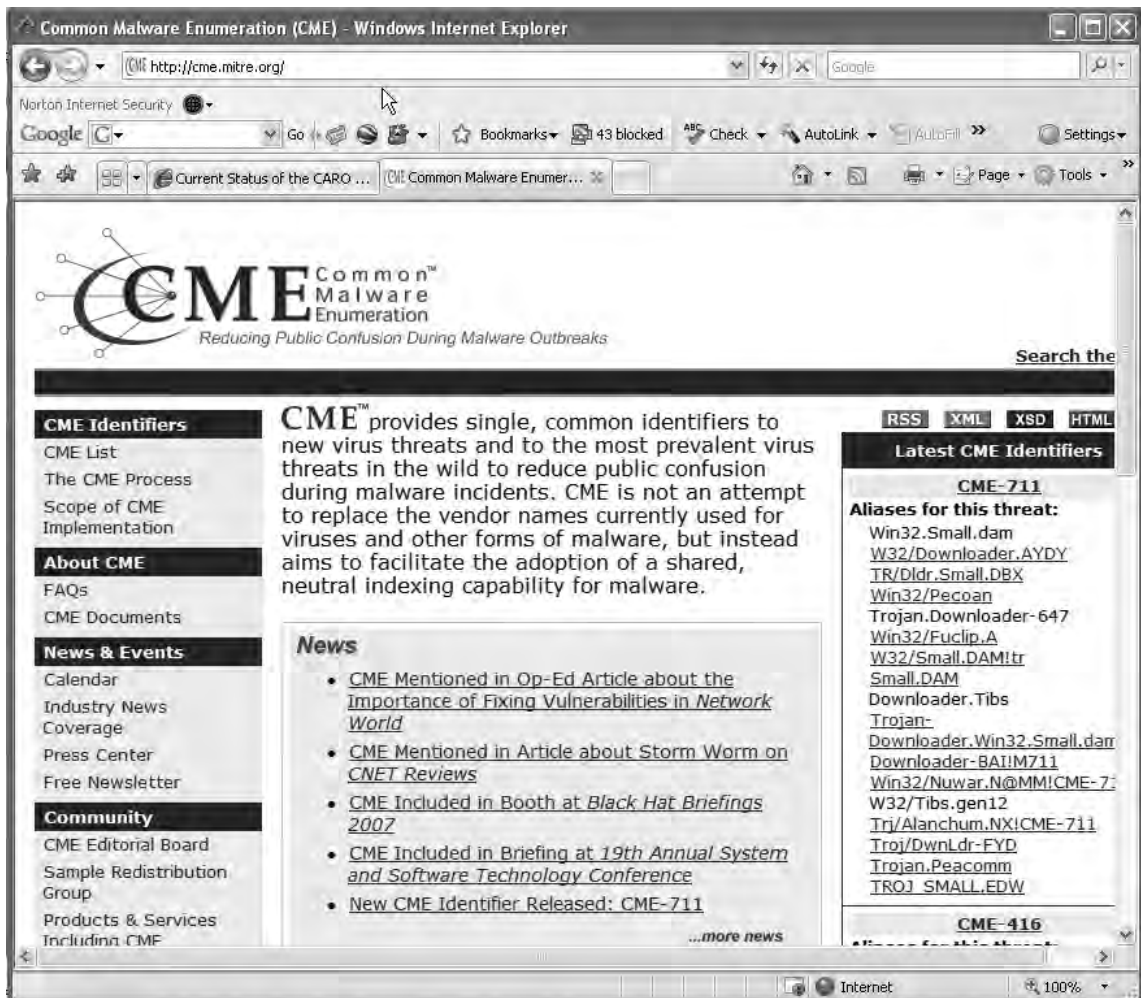 Common Malware Enumeration (CME) - Windows Internet Explorer
http://cme.mitre.org/
Google
Norton Internet Security
Google G Go Bookmarks 43 blocked ABC Check AutoLink AutoFill » Settings
Current Status of the CARO ... CME Common Malware Enumer... Page Tools »
CME Common™
Malware
Enumeration
Reducing Public Confusion During Malware Outbreaks
Search the
CME Identifiers
CME List
The CME Process
Scope of CME
Implementation
About CME
FAQs
CME Documents
News & Events
Calendar
Industry News
Coverage
Press Center
Free Newsletter
Community
CME Editorial Board
Sample Redistribution
Group
Products & Services
Including CME
CME™ provides single, common identifiers to
new virus threats and to the most prevalent virus
threats in the wild to reduce public confusion
during malware incidents. CME is not an attempt
to replace the vendor names currently used for
viruses and other forms of malware, but instead
aims to facilitate the adoption of a shared,
neutral indexing capability for malware.
News
• CME Mentioned in Op-Ed Article about the
Importance of Fixing Vulnerabilities in Network
World
• CME Mentioned in Article about Storm Worm on
CNET Reviews
• CME Included in Booth at Black Hat Briefings
2007
• CME Included in Briefing at 19th Annual System
and Software Technology Conference
• New CME Identifier Released: CME-711
...more news
RSS XML XSD HTML
Latest CME Identifiers
CME-711
Aliases for this threat:
Win32.Small.dam
W32/Downloader.AYDY
TR/Dldr.Small.DBX
Win32/Pecoan
Trojan.Downloader-647
Win32/Fuclip.A
W32/Small.DAM!tr
Small.DAM
Downloader.Tibs
Trojan-
Downloader.Win32.Small.dam
Downloader-BAI!M711
Win32/Nuwar.N@MM!CME-71
W32/Tibs.gen12
Trj/Alanchum.NX!CME-711
Troj/DwnLdr-FYD
Trojan.Peacomm
TROJ_SMALL.EDW
CME-416
Aliases for this threat:
Internet 100%